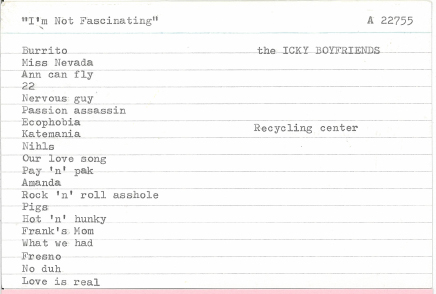 "I'm Not Fascinating" A 22755
Burrito the ICKY BOYFRIENDS
Miss Nevada
Ann can fly
22
Nervous guy
Passion assassin
Ecophobia
Katemania Recycling center
Nihls
Our love song
Pay 'n' pak
Amanda
Rock 'n' roll asshole
Pigs
Hot 'n' hunky
Frank's Mom
What we had
Fresno
No duh
Love is real